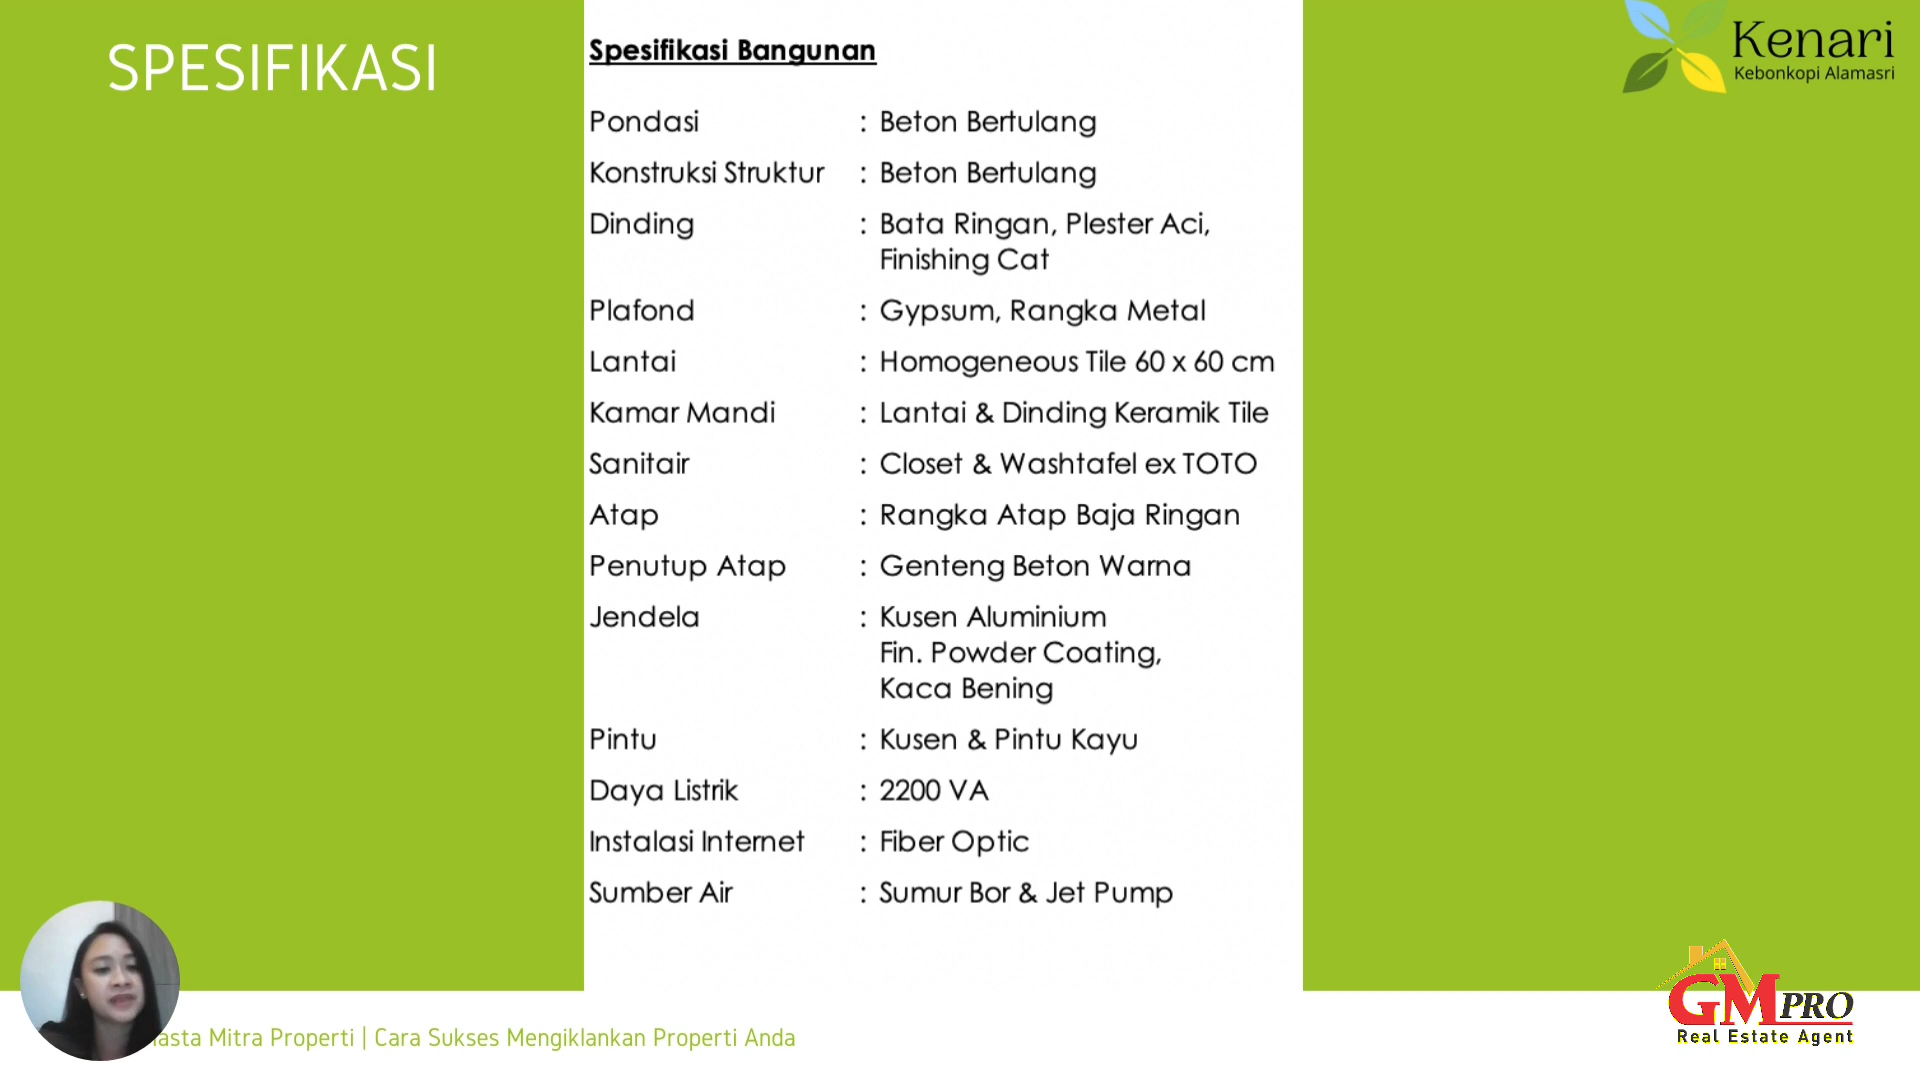 SPESIFIKASI
Kenari
Kebonkopi Alamasri
Spesifikasi Bangunan
Pondasi : Beton Bertulang
Konstruksi Struktur : Beton Bertulang
Dinding : Bata Ringan, Plester Aci,
Finishing Cat
Plafond : Gypsum, Rangka Metal
Lantai : Homogeneous Tile 60 x 60 cm
Kamar Mandi : Lantai & Dinding Keramik Tile
Sanitair : Closet & Washtafel ex TOTO
Atap : Rangka Atap Baja Ringan
Penutup Atap : Genteng Beton Warna
Jendela : Kusen Aluminium
Fin. Powder Coating,
Kaca Bening
Pintu : Kusen & Pintu Kayu
Daya Listrik : 2200 VA
Instalasi Internet : Fiber Optic
Sumber Air : Sumur Bor & Jet Pump
Mitra Properti | Cara Sukses Mengiklankan Properti Anda
GMPRO
Real Estate Agent